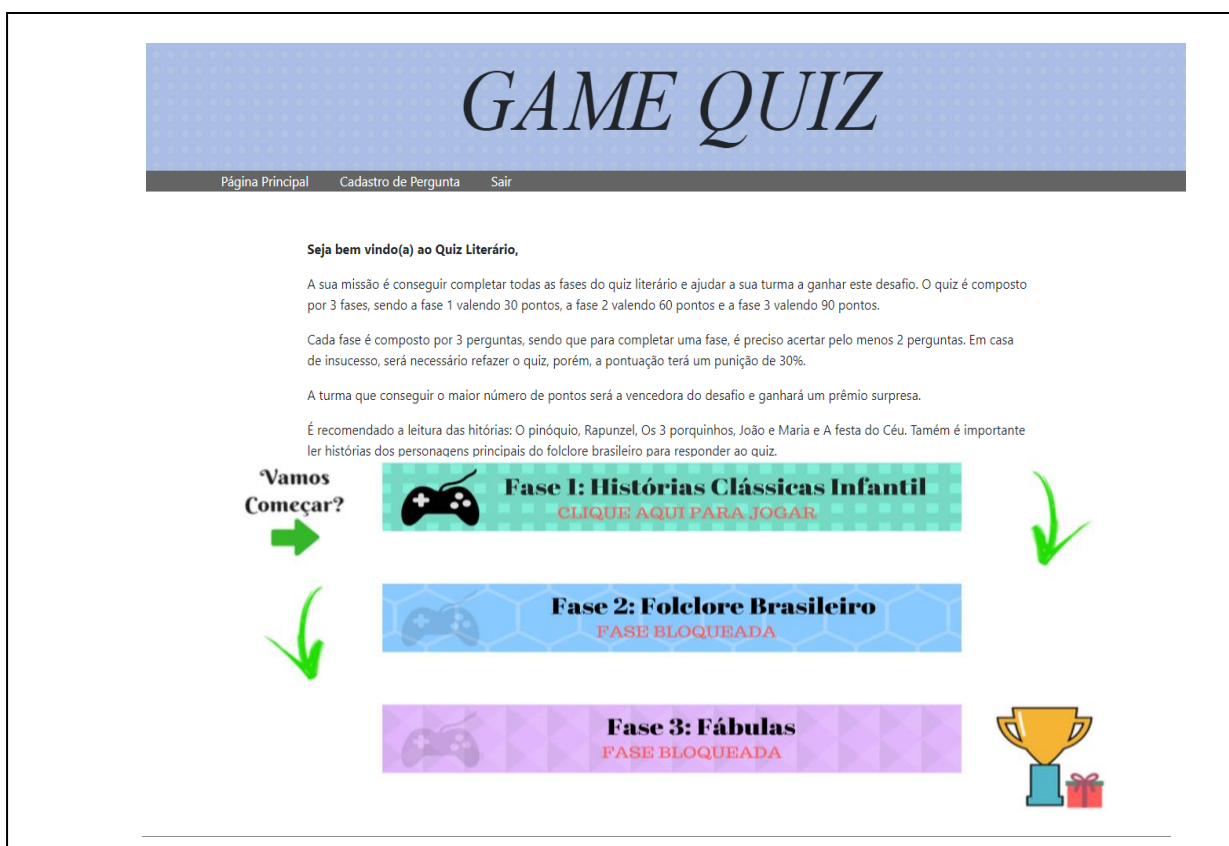 GAME QUIZ
Página Principal Cadastro de Pergunta Sair
Seja bem vindo(a) ao Quiz Literário,
A sua missão é conseguir completar todas as fases do quiz literário e ajudar a sua turma a ganhar este desafio. O quiz é composto
por 3 fases, sendo a fase 1 valendo 30 pontos, a fase 2 valendo 60 pontos e a fase 3 valendo 90 pontos.
Cada fase é composto por 3 perguntas, sendo que para completar uma fase, é preciso acertar pelo menos 2 perguntas. Em casa
de insucesso, será necessário refazer o quiz, porém, a pontuação terá um punição de 30%.
A turma que conseguir o maior número de pontos será a vencedora do desafio e ganhará um prêmio surpresa.
É recomendado a leitura das hitórias: O pinóquio, Rapunzel, Os 3 porquinhos, João e Maria e A festa do Céu. Tamém é importante
ler histórias dos personagens principais do folclore brasileiro para responder ao quiz.
Vamos
Começar?
Fase 1: Histórias Clássicas Infantil
CLIQUE AQUI PARA JOGAR
Fase 2: Folclore Brasileiro
FASE BLOQUEADA
Fase 3: Fábulas
FASE BLOQUEADA